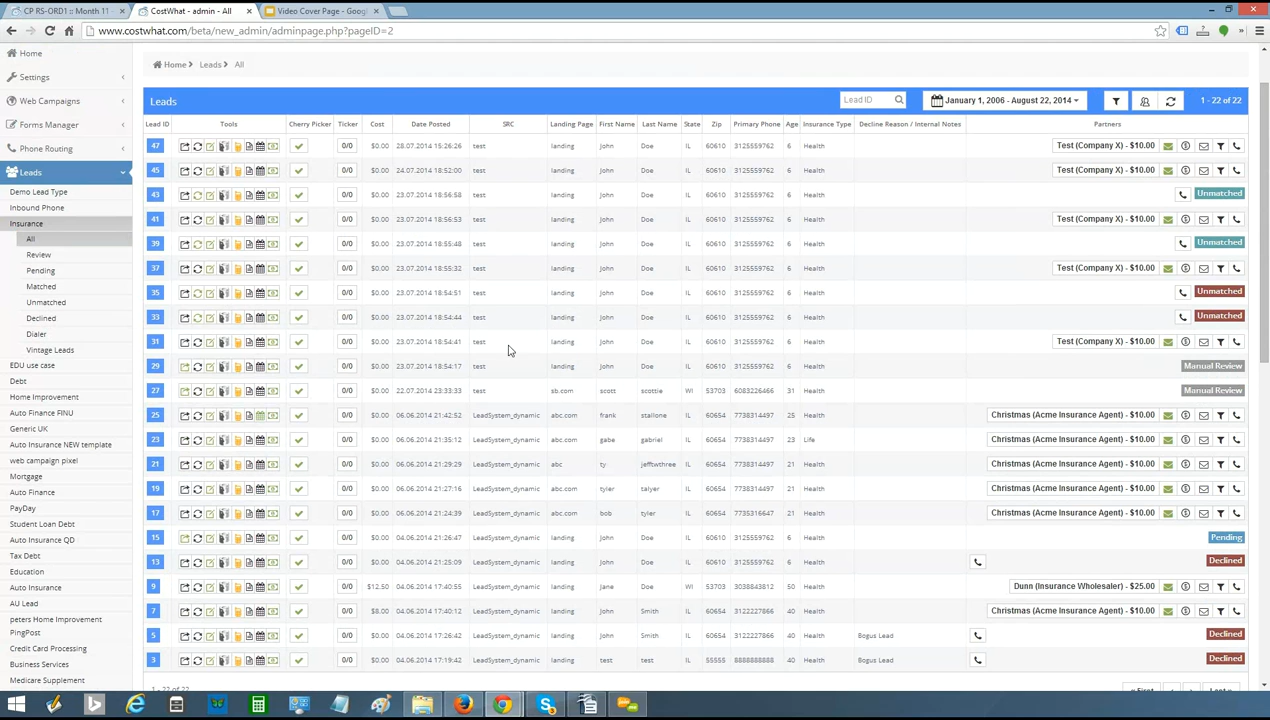 CP RS-ORD1 :: Month 11 CostWhat - admin - All Video Cover Page - Goog
www.costwhat.com/beta/new_admin/adminpage.php?pageID=2
Home
Settings
Web Campaigns
Forms Manager
Phone Routing
Leads
Demo Lead Type
Inbound Phone
Insurance
All
Review
Pending
Matched
Unmatched
Declined
Dialer
Vintage Leads
EDU use case
Debt
Home Improvement
Auto Finance FINU
Generic UK
Auto Insurance NEW template
web campaign pixel
Mortgage
Auto Finance
PayDay
Student Loan Debt
Auto Insurance QD
Tax Debt
Education
Auto Insurance
AU Lead
peters Home Improvement
PingPost
Credit Card Processing
Business Services
Medicare Supplement
Home Leads All
Leads Lead ID January 1, 2006 - August 22, 2014 1 - 22 of 22
Lead ID Tools Cherry Picker Ticker Cost Date Posted SRC Landing Page First Name Last Name State Zip Primary Phone Age Insurance Type Decline Reason / Internal Notes Partners
47 0/0 $0.00 28.07.2014 15:26:26 test landing John Doe IL 60610 3125559762 6 Health Test (Company X) - $10.00
45 0/0 $0.00 24.07.2014 18:52:00 test landing John Doe IL 60610 3125559762 6 Health Test (Company X) - $10.00
43 0/0 $0.00 23.07.2014 18:56:58 test landing John Doe IL 60610 3125559762 6 Health Unmatched
41 0/0 $0.00 23.07.2014 18:56:53 test landing John Doe IL 60610 3125559762 6 Health Test (Company X) - $10.00
39 0/0 $0.00 23.07.2014 18:55:48 test landing John Doe IL 60610 3125559762 6 Health Unmatched
37 0/0 $0.00 23.07.2014 18:55:32 test landing John Doe IL 60610 3125559762 6 Health Test (Company X) - $10.00
35 0/0 $0.00 23.07.2014 18:54:51 test landing John Doe IL 60610 3125559762 6 Health Unmatched
33 0/0 $0.00 23.07.2014 18:54:44 test landing John Doe IL 60610 3125559762 6 Health Unmatched
31 0/0 $0.00 23.07.2014 18:54:41 test landing John Doe IL 60610 3125559762 6 Health Test (Company X) - $10.00
29 0/0 $0.00 23.07.2014 18:54:17 test landing John Doe IL 60610 3125559762 6 Health Manual Review
27 0/0 $0.00 22.07.2014 23:33:33 test sb.com scott scottie WI 53703 6083226466 31 Health Manual Review
25 0/0 $0.00 06.06.2014 21:42:52 LeadSystem_dynamic abc.com frank stallone IL 60654 7738314497 25 Health Christmas (Acme Insurance Agent) - $10.00
23 0/0 $0.00 06.06.2014 21:35:12 LeadSystem_dynamic abc.com gabe gabriel IL 60654 7738314497 23 Life Christmas (Acme Insurance Agent) - $10.00
21 0/0 $0.00 06.06.2014 21:29:29 LeadSystem_dynamic abc ty jefftwthree IL 60654 7738314497 21 Health Christmas (Acme Insurance Agent) - $10.00
19 0/0 $0.00 06.06.2014 21:27:16 LeadSystem_dynamic abc.com tyler talyer IL 60654 7738314497 21 Health Christmas (Acme Insurance Agent) - $10.00
17 0/0 $0.00 06.06.2014 21:24:39 LeadSystem_dynamic abc.com bob tyler IL 60654 7735316647 21 Health Christmas (Acme Insurance Agent) - $10.00
15 0/0 $0.00 04.06.2014 21:26:47 LeadSystem_dynamic landing John Doe IL 60610 3125559762 6 Health Pending
13 0/0 $0.00 04.06.2014 21:25:09 LeadSystem_dynamic landing John Doe IL 60610 3125559762 6 Health Declined
9 0/0 $12.50 04.06.2014 17:40:55 LeadSystem_dynamic landing Jane Doe WI 53703 3038843812 50 Health Dunn (Insurance Wholesaler) - $25.00
7 0/0 $8.00 04.06.2014 17:40:12 LeadSystem_dynamic landing John Smith IL 60654 3122227866 40 Health Christmas (Acme Insurance Agent) - $10.00
5 0/0 $0.00 04.06.2014 17:26:42 LeadSystem_dynamic landing John Smith IL 60654 3122227866 40 Health Bogus Lead Declined
3 0/0 $0.00 04.06.2014 17:19:42 LeadSystem_dynamic landing test test IL 55555 8888888888 40 Health Bogus Lead Declined
1 - 22 of 22 First Last